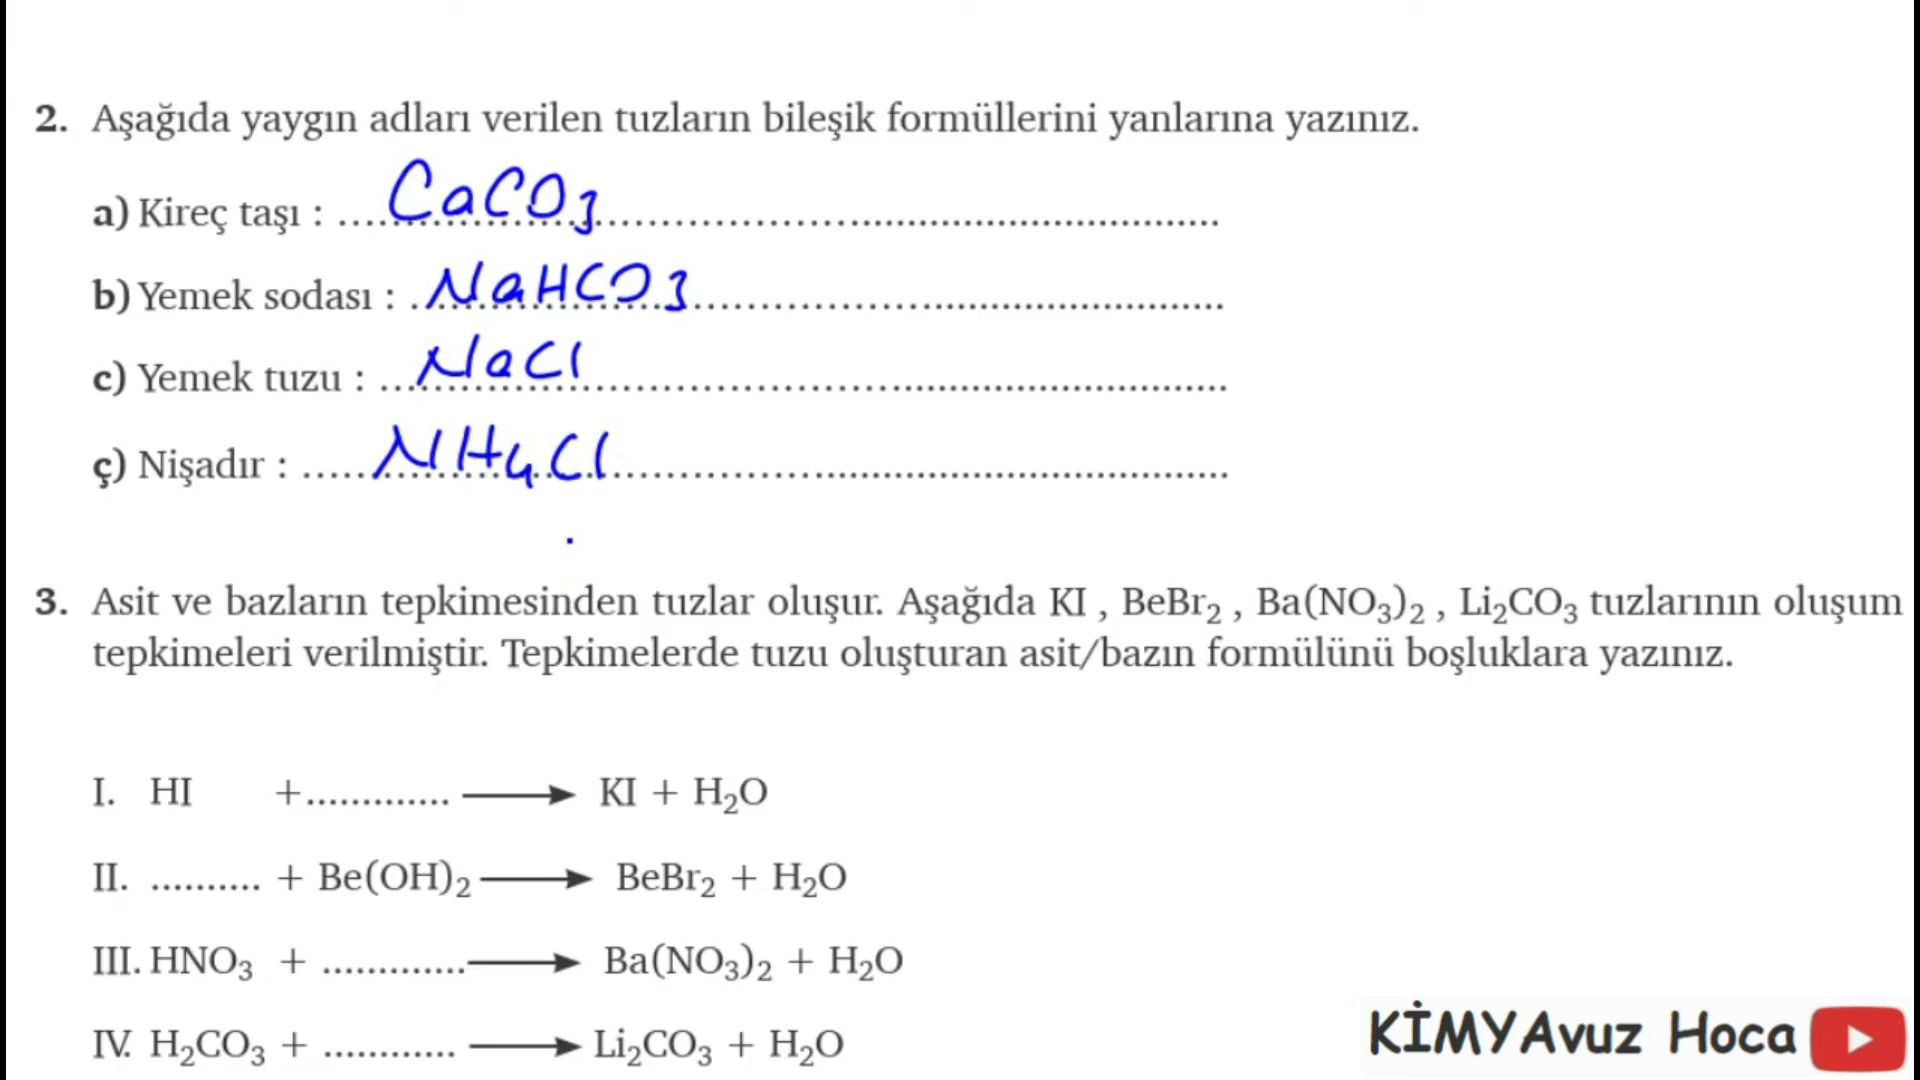 2. Aşağıda yaygın adları verilen tuzların bileşik formüllerini yanlarına yazınız.
a) Kireç taşı : .... CaCO₃ ..............................
b) Yemek sodası : . NaHCO₃ ..............................
c) Yemek tuzu : ... NaCl ..............................
ç) Nişadır : ..... NH₄Cl ..............................
3. Asit ve bazların tepkimesinden tuzlar oluşur. Aşağıda KI , BeBr₂ , Ba(NO₃)₂ , Li₂CO₃ tuzlarının oluşum
tepkimeleri verilmiştir. Tepkimelerde tuzu oluşturan asit/bazın formülünü boşluklara yazınız.
I. HI +............. → KI + H₂O
II. .......... + Be(OH)₂ → BeBr₂ + H₂O
III. HNO₃ + ............. → Ba(NO₃)₂ + H₂O
IV. H₂CO₃ + ............ → Li₂CO₃ + H₂O
KİMYAvuz Hoca